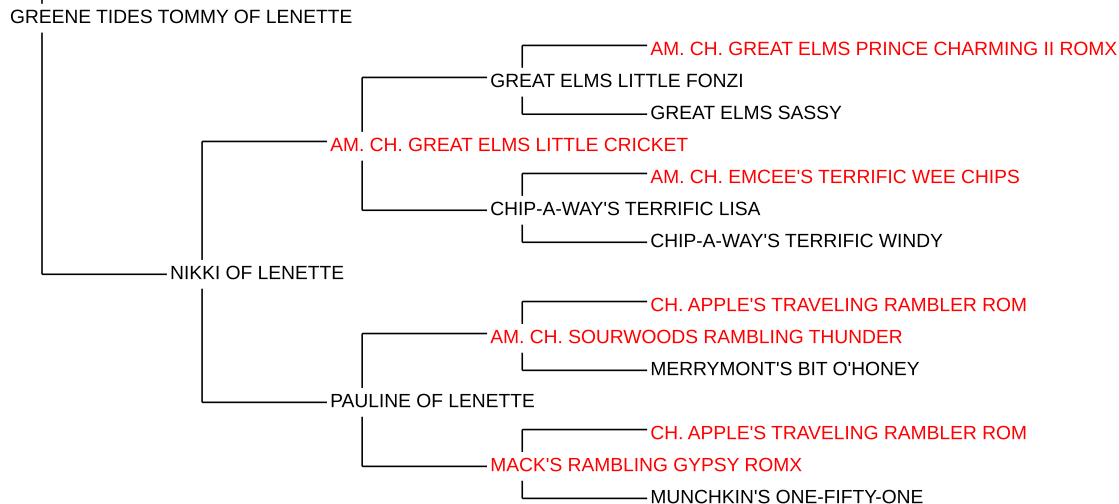 GREENE TIDES TOMMY OF LENETTE
AM. CH. GREAT ELMS PRINCE CHARMING II ROMX
GREAT ELMS LITTLE FONZI
GREAT ELMS SASSY
AM. CH. GREAT ELMS LITTLE CRICKET
AM. CH. EMCEE'S TERRIFIC WEE CHIPS
CHIP-A-WAY'S TERRIFIC LISA
CHIP-A-WAY'S TERRIFIC WINDY
NIKKI OF LENETTE
CH. APPLE'S TRAVELING RAMBLER ROM
AM. CH. SOURWOODS RAMBLING THUNDER
MERRYMONT'S BIT O'HONEY
PAULINE OF LENETTE
CH. APPLE'S TRAVELING RAMBLER ROM
MACK'S RAMBLING GYPSY ROMX
MUNCHKIN'S ONE-FIFTY-ONE